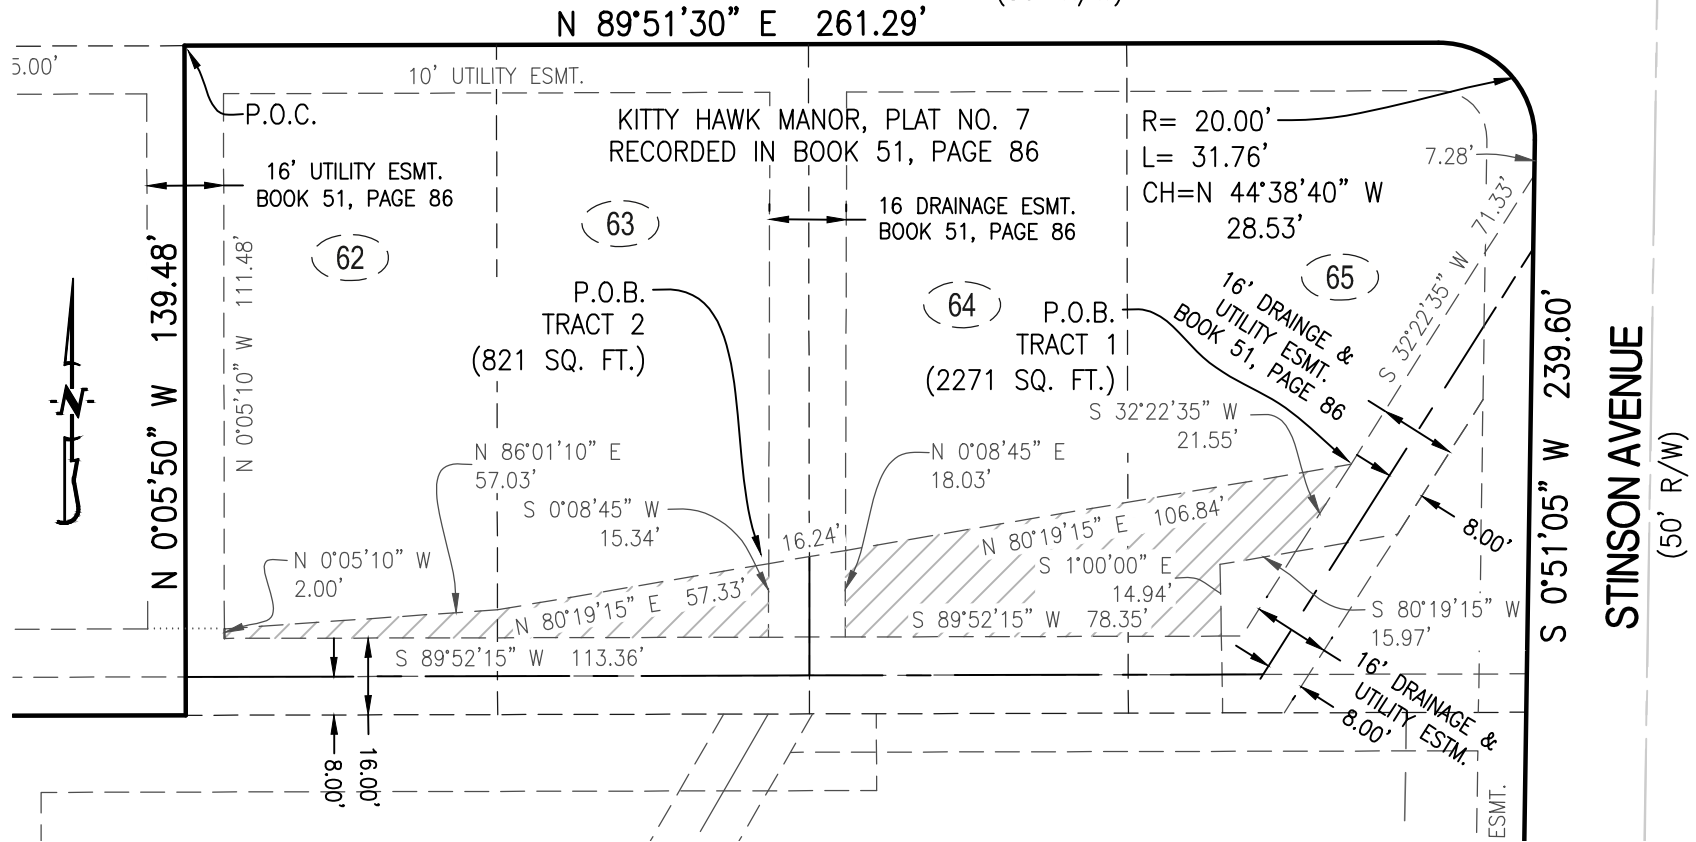 N 89°51'30" E 261.29'
5.00'
10' UTILITY ESMT.
P.O.C.
KITTY HAWK MANOR, PLAT NO. 7
RECORDED IN BOOK 51, PAGE 86
R= 20.00'
L= 31.76'
CH=N 44°38'40" W
28.53'
7.28'
16' UTILITY ESMT.
BOOK 51, PAGE 86
16 DRAINAGE ESMT.
BOOK 51, PAGE 86
62
63
64
65
N 0°05'50" W 139.48'
N 0°05'10" W 111.48'
S 32°22'35" W 71.33'
P.O.B.
TRACT 2
(821 SQ. FT.)
P.O.B.
TRACT 1
(2271 SQ. FT.)
16' DRAINGE &
UTILITY ESMT.
BOOK 51, PAGE 86
S 0°51'05" W 239.60'
STINSON AVENUE
(50' R/W)
N
S 32°22'35" W
21.55'
N 86°01'10" E
57.03'
N 0°08'45" E
18.03'
S 0°08'45" W
15.34'
16.24'
N 80°19'15" E 106.84'
8.00'
N 0°05'10" W
2.00'
N 80°19'15" E 57.33'
S 1°00'00" E
14.94'
S 89°52'15" W 78.35'
S 80°19'15" W
15.97'
S 89°52'15" W 113.36'
16' DRAINAGE &
UTILITY ESTM.
8.00'
8.00'
16.00'
ESMT.